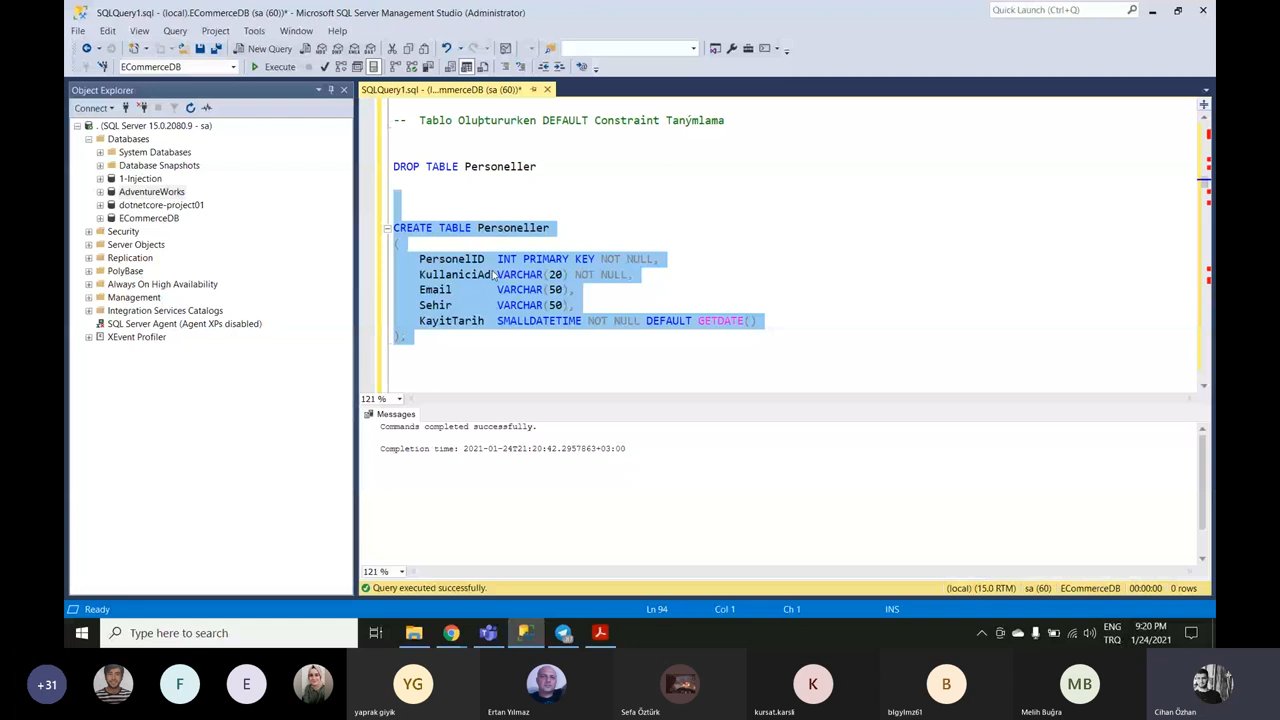 SQLQuery1.sql - (local).ECommerceDB (sa (60))* - Microsoft SQL Server Management Studio (Administrator)
Quick Launch (Ctrl+Q)
File Edit View Query Project Tools Window Help
New Query
ECommerceDB
Execute
Object Explorer
SQLQuery1.sql - (l...mmerceDB (sa (60))*
Connect
. (SQL Server 15.0.2080.9 - sa)
Databases
System Databases
Database Snapshots
1-Injection
AdventureWorks
dotnetcore-project01
ECommerceDB
Security
Server Objects
Replication
PolyBase
Always On High Availability
Management
Integration Services Catalogs
SQL Server Agent (Agent XPs disabled)
XEvent Profiler
-- Tablo Oluþtururken DEFAULT Constraint Tanýmlama
DROP TABLE Personeller
CREATE TABLE Personeller
(
PersonelID INT PRIMARY KEY NOT NULL,
KullaniciAd VARCHAR(20) NOT NULL,
Email VARCHAR(50),
Sehir VARCHAR(50),
KayitTarih SMALLDATETIME NOT NULL DEFAULT GETDATE()
);
121 %
Messages
Commands completed successfully.
Completion time: 2021-01-24T21:20:42.2957863+03:00
121 %
Query executed successfully.
(local) (15.0 RTM) sa (60) ECommerceDB 00:00:00 0 rows
Ready
Ln 94 Col 1 Ch 1 INS
Type here to search
ENG
TRQ
9:20 PM
1/24/2021
+31
F
E
YG
K
B
MB
yaprak giyik
Ertan Yılmaz
Sefa Öztürk
kursat.karsli
blgylmz61
Melih Buğra
Cihan Özhan